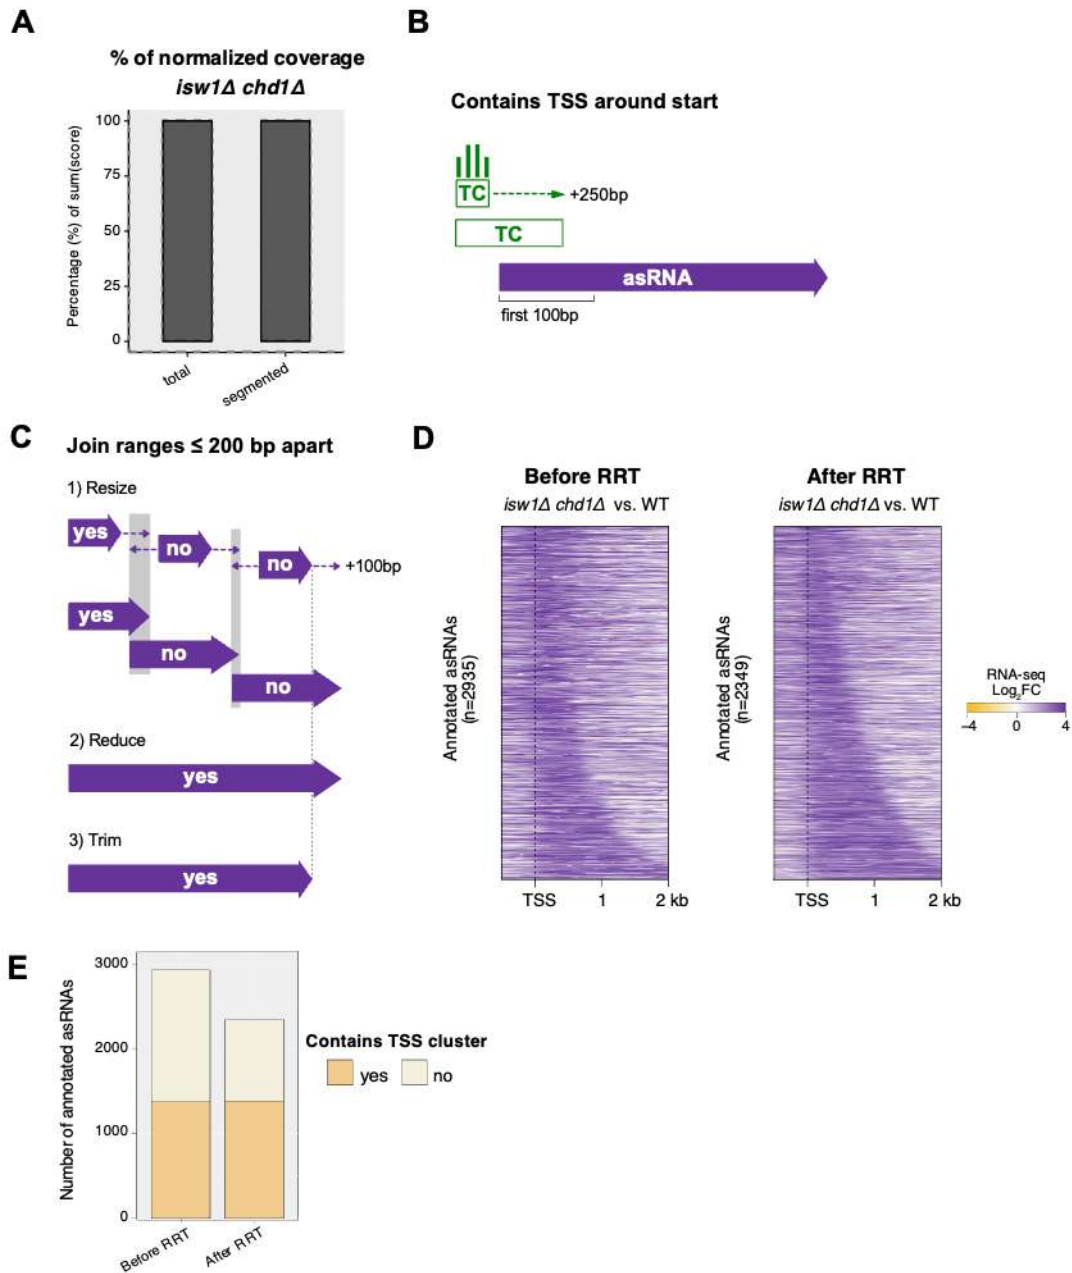 A
% of normalized coverage
isw1Δ chd1Δ
Percentage (%) of sum(score)
100
75
50
25
0
total
segmented
B
Contains TSS around start
TC
+250bp
TC
asRNA
first 100bp
C
Join ranges ≤ 200 bp apart
1) Resize
yes
no
no
+100bp
yes
no
no
2) Reduce
yes
3) Trim
yes
D
Before RRT
isw1Δ chd1Δ vs. WT
Annotated asRNAs
(n=2935)
TSS 1 2 kb
After RRT
isw1Δ chd1Δ vs. WT
Annotated asRNAs
(n=2349)
TSS 1 2 kb
RNA-seq
Log2FC
–4 0 4
E
Number of annotated asRNAs
3000
2000
1000
0
Before RRT
After RRT
Contains TSS cluster
yes no